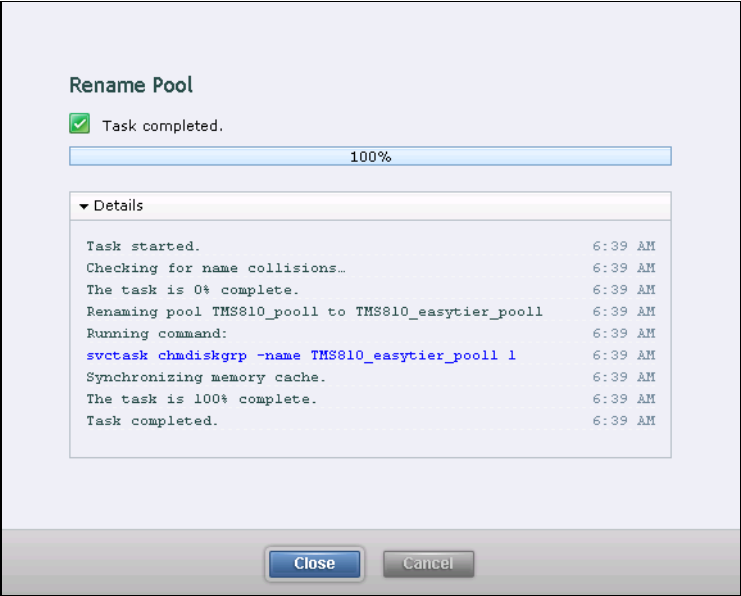 Rename Pool
Task completed.
100%
Details
Task started. 6:39 AM
Checking for name collisions… 6:39 AM
The task is 0% complete. 6:39 AM
Renaming pool TMS810_pool1 to TMS810_easytier_pool1 6:39 AM
Running command: 6:39 AM
svctask chmdiskgrp -name TMS810_easytier_pool1 1 6:39 AM
Synchronizing memory cache. 6:39 AM
The task is 100% complete. 6:39 AM
Task completed. 6:39 AM
Close Cancel